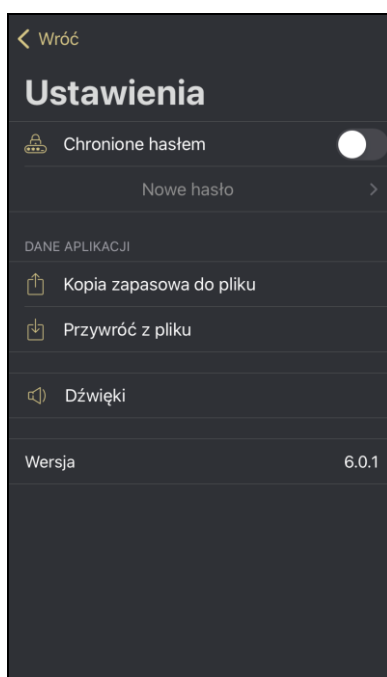 Wróć
Ustawienia
Chronione hasłem
Nowe hasło
DANE APLIKACJI
Kopia zapasowa do pliku
Przywróć z pliku
Dźwięki
Wersja 6.0.1